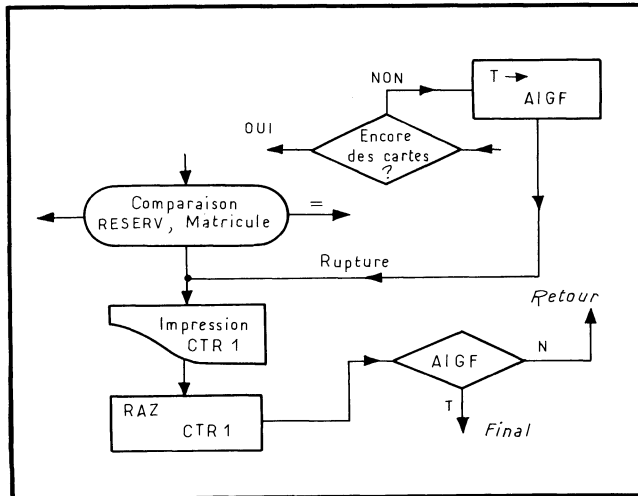 NON
T →
AIGF
OUI
Encore
des cartes
?
Comparaison
RESERV, Matricule
=
Rupture
Retour
Impression
CTR 1
AIGF
N
RAZ
CTR 1
T
Final